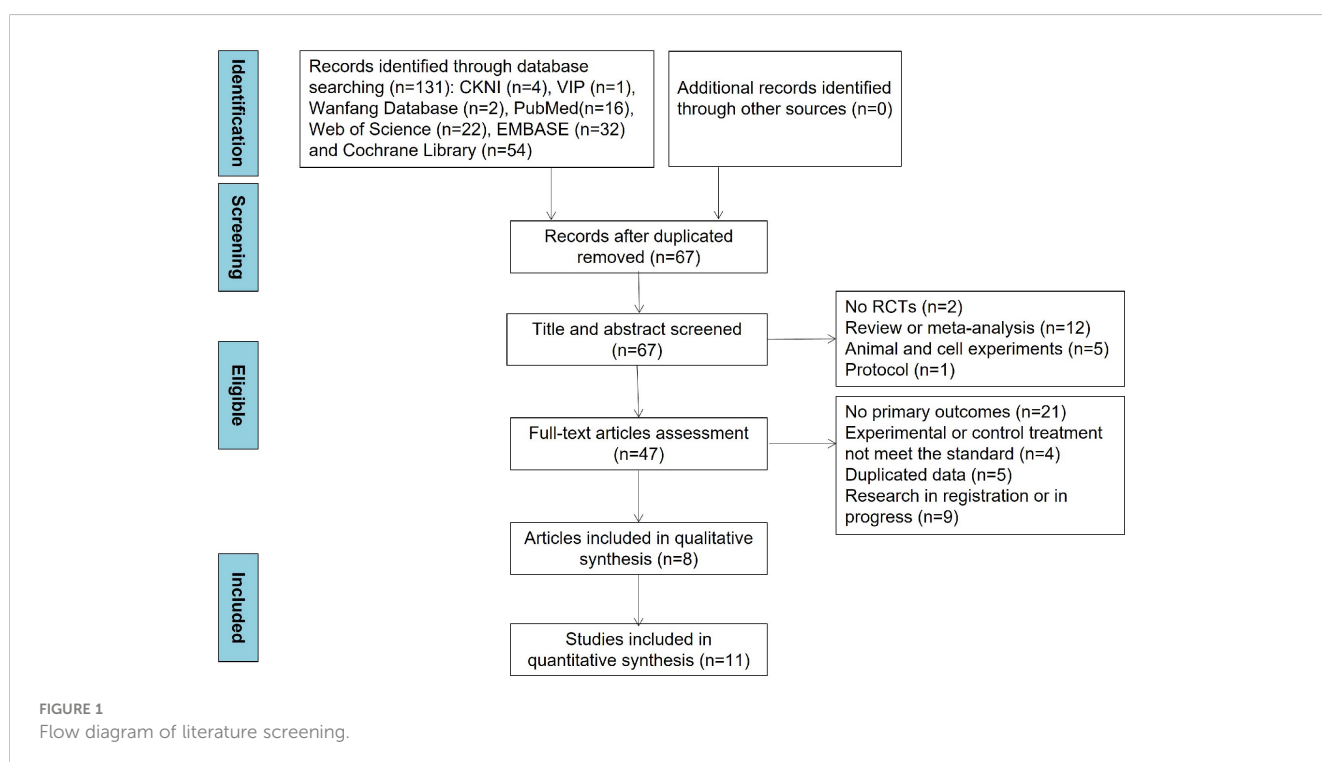 Identification
Records identified through database
searching (n=131): CKNI (n=4), VIP (n=1),
Wanfang Database (n=2), PubMed(n=16),
Web of Science (n=22), EMBASE (n=32)
and Cochrane Library (n=54)
Additional records identified
through other sources (n=0)
Screening
Records after duplicated
removed (n=67)
Title and abstract screened
(n=67)
No RCTs (n=2)
Review or meta-analysis (n=12)
Animal and cell experiments (n=5)
Protocol (n=1)
Eligible
Full-text articles assessment
(n=47)
No primary outcomes (n=21)
Experimental or control treatment
not meet the standard (n=4)
Duplicated data (n=5)
Research in registration or in
progress (n=9)
Articles included in qualitative
synthesis (n=8)
Included
Studies included in
quantitative synthesis (n=11)
FIGURE 1
Flow diagram of literature screening.